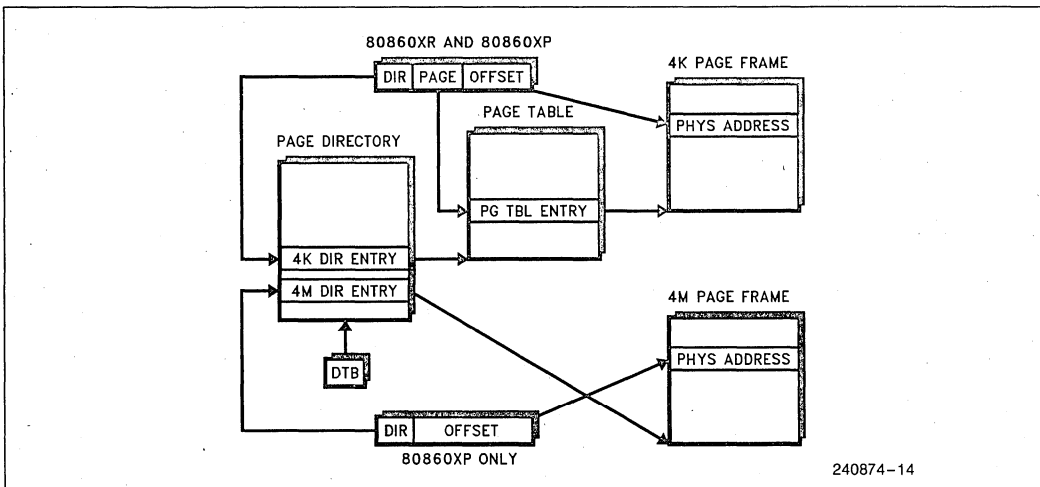 80860XR AND 80860XP
DIR PAGE OFFSET
4K PAGE FRAME
PHYS ADDRESS
PAGE TABLE
PG TBL ENTRY
PAGE DIRECTORY
4K DIR ENTRY
4M DIR ENTRY
DTB
4M PAGE FRAME
PHYS ADDRESS
DIR OFFSET
80860XP ONLY
240874-14